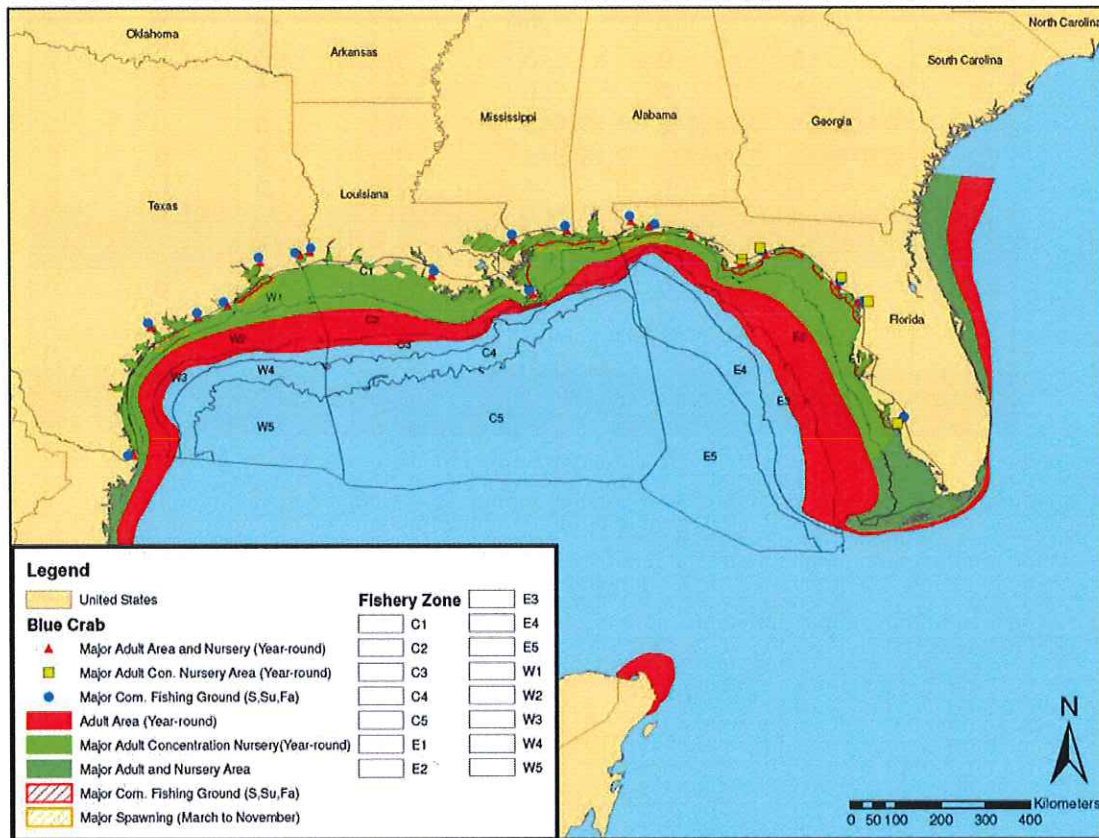 North Carolina
Oklahoma
Arkansas
South Carolina
Mississippi
Alabama
Georgia
Louisiana
Texas
C1
W1
Florida
C2
W2
E2
C3
C4
E1
W3
W4
E4
E3
C5
W5
E5
Legend
United States
Blue Crab
Major Adult Area and Nursery (Year-round)
Major Adult Con. Nursery Area (Year-round)
Major Com. Fishing Ground (S,Su,Fa)
Adult Area (Year-round)
Major Adult Concentration Nursery(Year-round)
Major Adult and Nursery Area
Major Com. Fishing Ground (S,Su,Fa)
Major Spawning (March to November)
Fishery Zone
C1
C2
C3
C4
C5
E1
E2
E3
E4
E5
W1
W2
W3
W4
W5
N
Kilometers
0 50 100 200 300 400